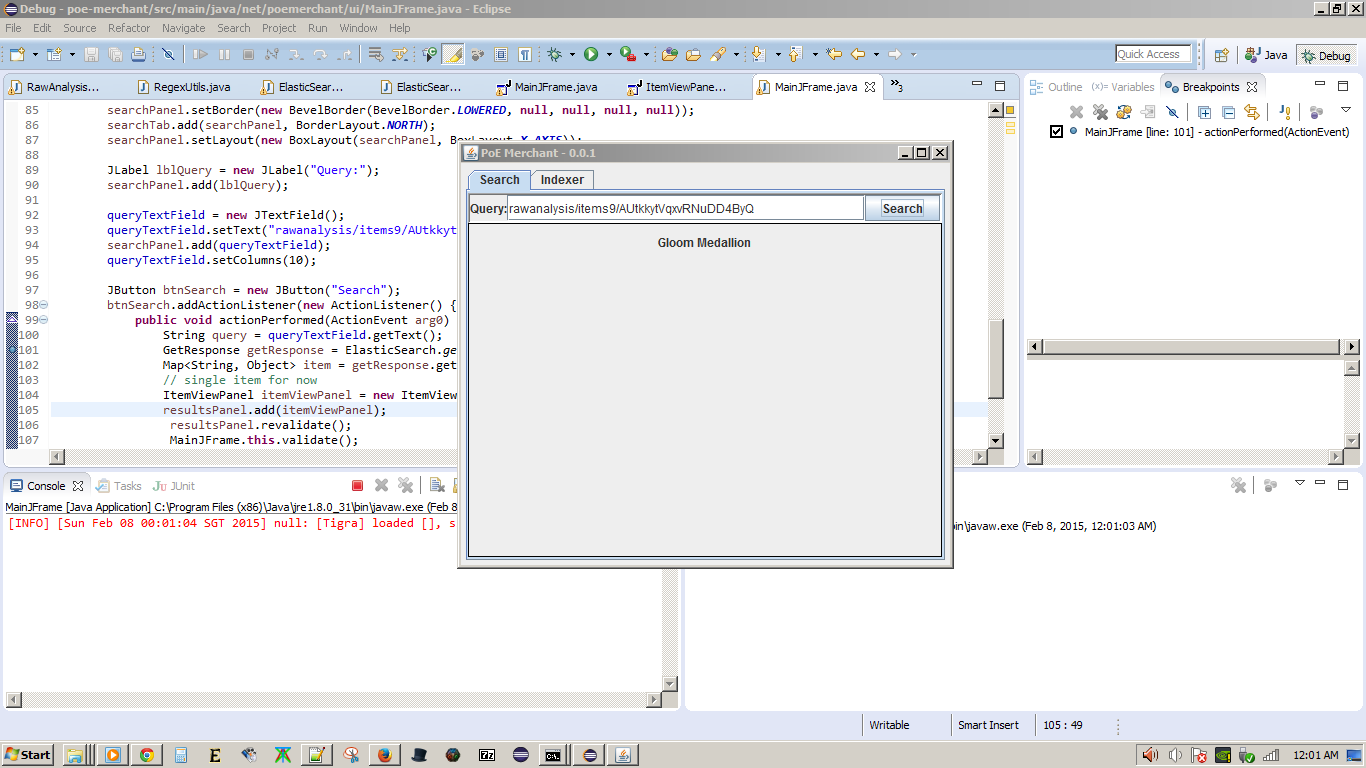 Debug - poe-merchant/src/main/java/net/poemerchant/ui/MainJFrame.java - Eclipse
File Edit Source Refactor Navigate Search Project Run Window Help
Quick Access Java Debug
RawAnalysis... RegexUtils.java ElasticSear... ElasticSear... MainJFrame.java ItemViewPane... MainJFrame.java »3
Outline (x)= Variables Breakpoints
85 searchPanel.setBorder(new BevelBorder(BevelBorder.LOWERED, null, null, null, null));
86 searchTab.add(searchPanel, BorderLayout.NORTH);
87 searchPanel.setLayout(new BoxLayout(searchPanel, BoxLayout.X_AXIS));
88
89 JLabel lblQuery = new JLabel("Query:");
90 searchPanel.add(lblQuery);
91
92 queryTextField = new JTextField();
93 queryTextField.setText("rawanalysis/items9/AUtkkyt
94 searchPanel.add(queryTextField);
95 queryTextField.setColumns(10);
96
97 JButton btnSearch = new JButton("Search");
98 btnSearch.addActionListener(new ActionListener() {
99 public void actionPerformed(ActionEvent arg0)
100 String query = queryTextField.getText();
101 GetResponse getResponse = ElasticSearch.ge
102 Map<String, Object> item = getResponse.get
103 // single item for now
104 ItemViewPanel itemViewPanel = new ItemView
105 resultsPanel.add(itemViewPanel);
106 resultsPanel.revalidate();
107 MainJFrame.this.validate();
MainJFrame [line: 101] - actionPerformed(ActionEvent)
PoE Merchant - 0.0.1
Search Indexer
Query: rawanalysis/items9/AUtkkytVqxvRNuDD4ByQ Search
Gloom Medallion
Console Tasks JUnit
MainJFrame [Java Application] C:\Program Files (x86)\Java\jre1.8.0_31\bin\javaw.exe (Feb 8
[INFO] [Sun Feb 08 00:01:04 SGT 2015] null: [Tigra] loaded [], s
in\javaw.exe (Feb 8, 2015, 12:01:03 AM)
Writable Smart Insert 105 : 49
Start 12:01 AM